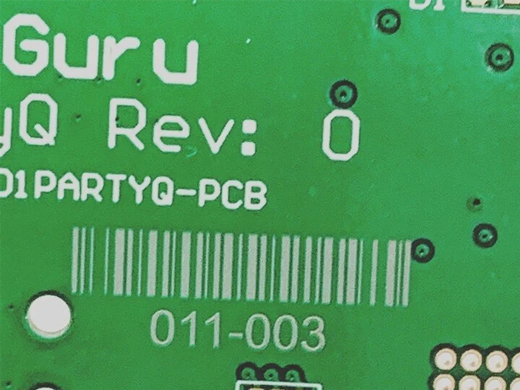 Guru
yQ Rev: 0
01PARTYQ-PCB
011-003